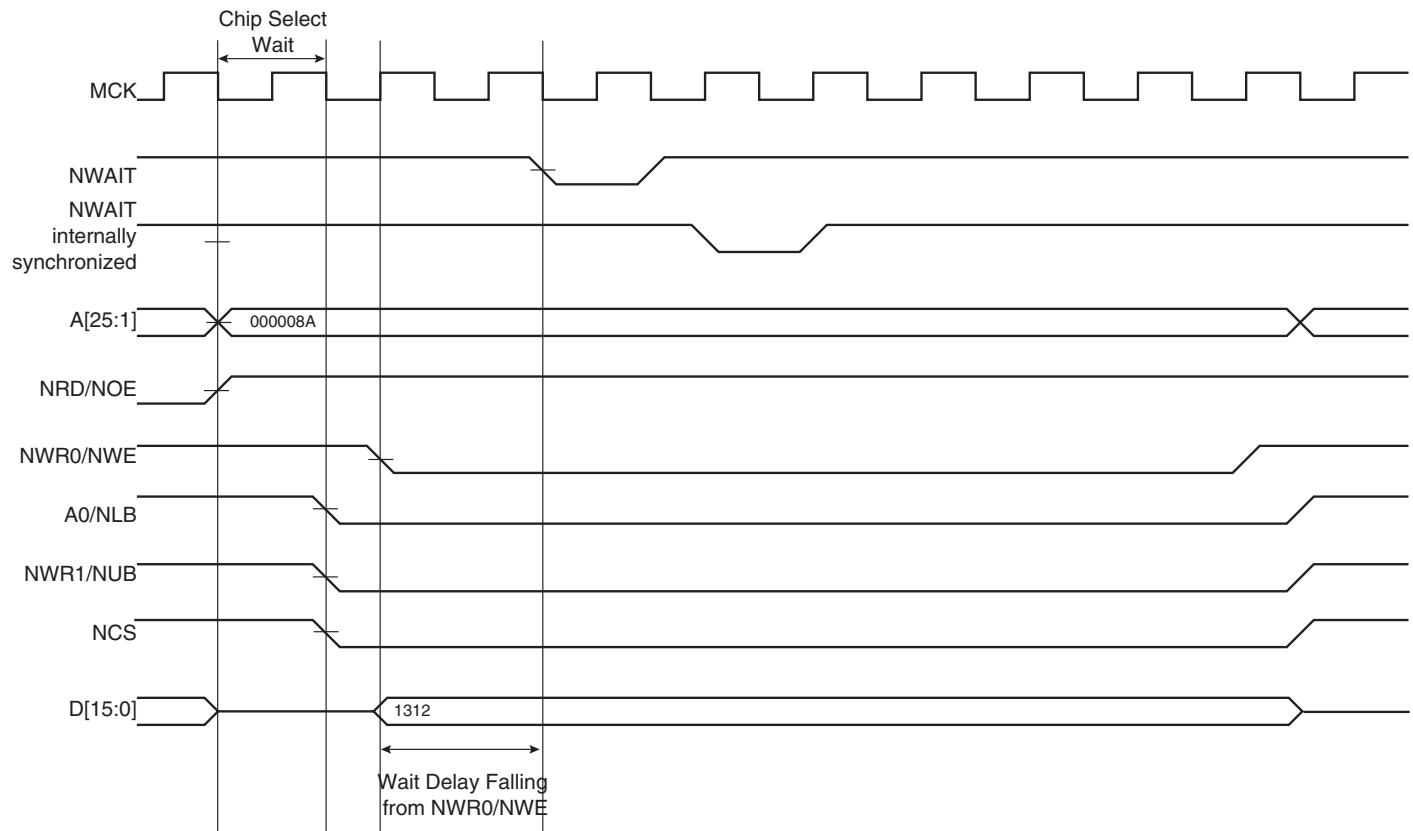 Chip Select
Wait
MCK
NWAIT
NWAIT
internally
synchronized
A[25:1]
000008A
NRD/NOE
NWR0/NWE
A0/NLB
NWR1/NUB
NCS
D[15:0]
1312
Wait Delay Falling
from NWR0/NWE